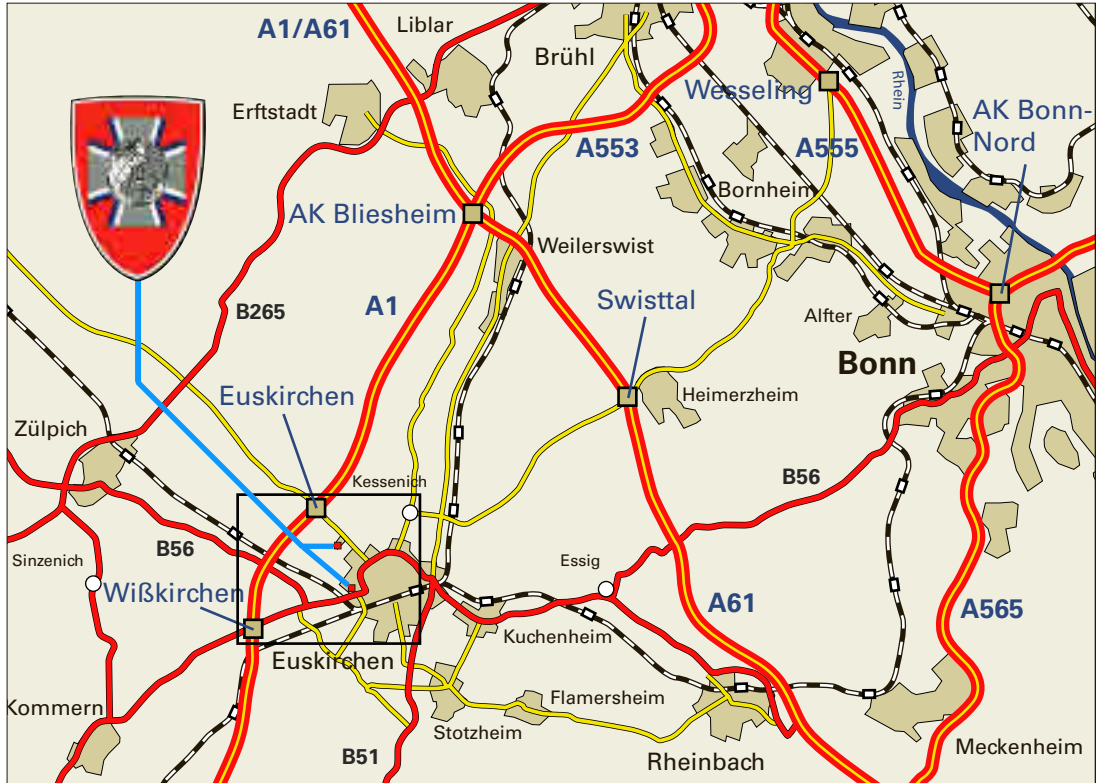 A1/A61
Liblar
Brühl
Erftstadt
Wesseling
Rhein
AK Bonn-
Nord
A553
A555
Bornhein
AK Bliesheim
Weilerswist
B265
A1
Swisttal
Alfter
Bonn
Euskirchen
Heimerzheim
Zülpich
Kessenich
B56
B56
Sinzenich
Essig
Wißkirchen
A61
A565
Kuchenheim
Euskirchen
Flamersheim
Kommern
Stotzheim
B51
Rheinbach
Meckenheim